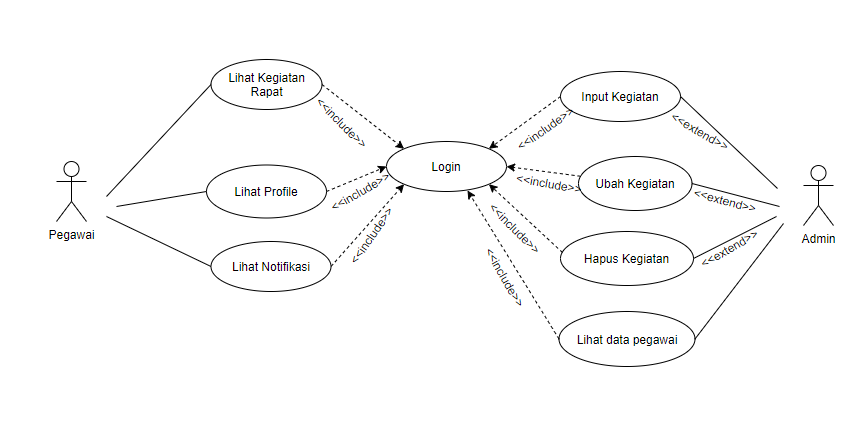 Lihat Kegiatan
Rapat
<<include>>
Input Kegiatan
<<include>>
<<extend>>
Login
Pegawai
Lihat Profile
<<include>>
Ubah Kegiatan
<<include>>
<<extend>>
Admin
Lihat Notifikasi
<<include>>
Hapus Kegiatan
<<include>>
<<extend>>
Lihat data pegawai
<<include>>